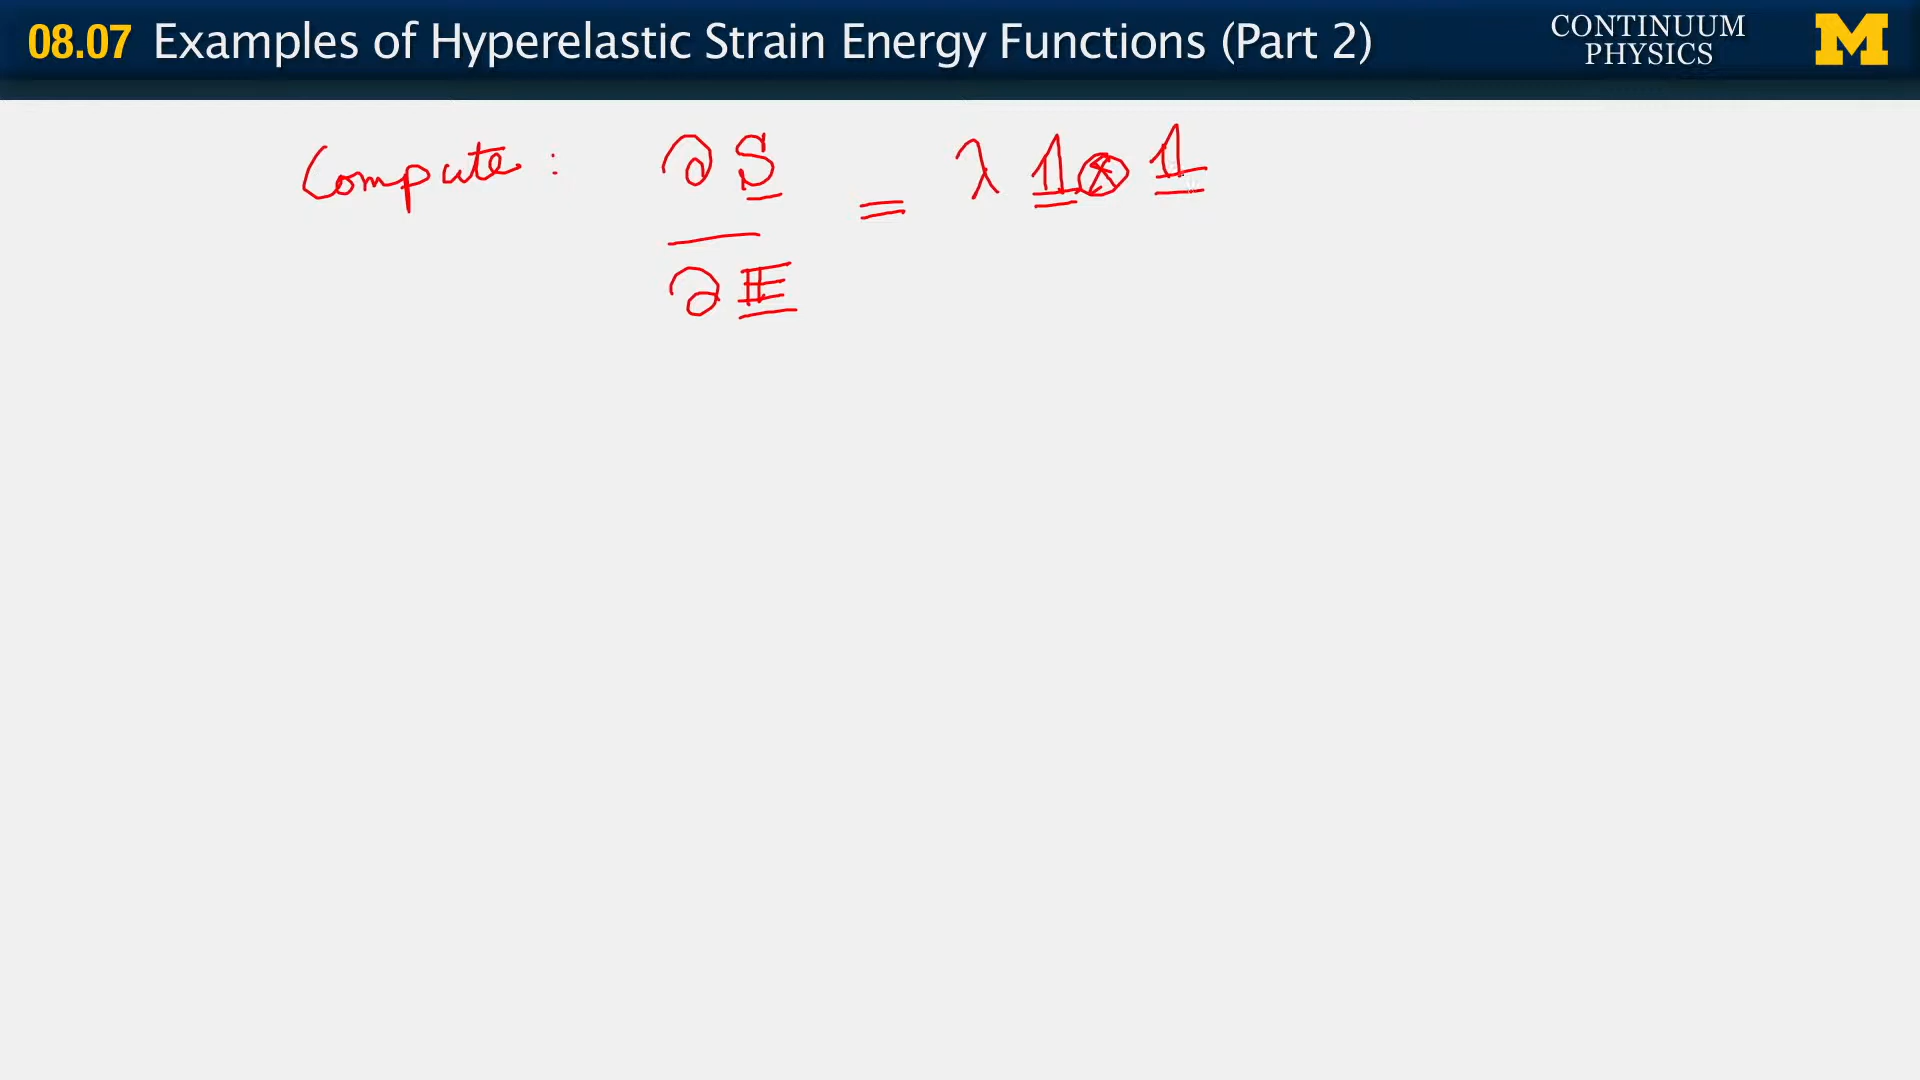 08.07 Examples of Hyperelastic Strain Energy Functions (Part 2)
CONTINUUM
PHYSICS
M
Compute : ∂S / ∂E = λ 1 ⊗ 1